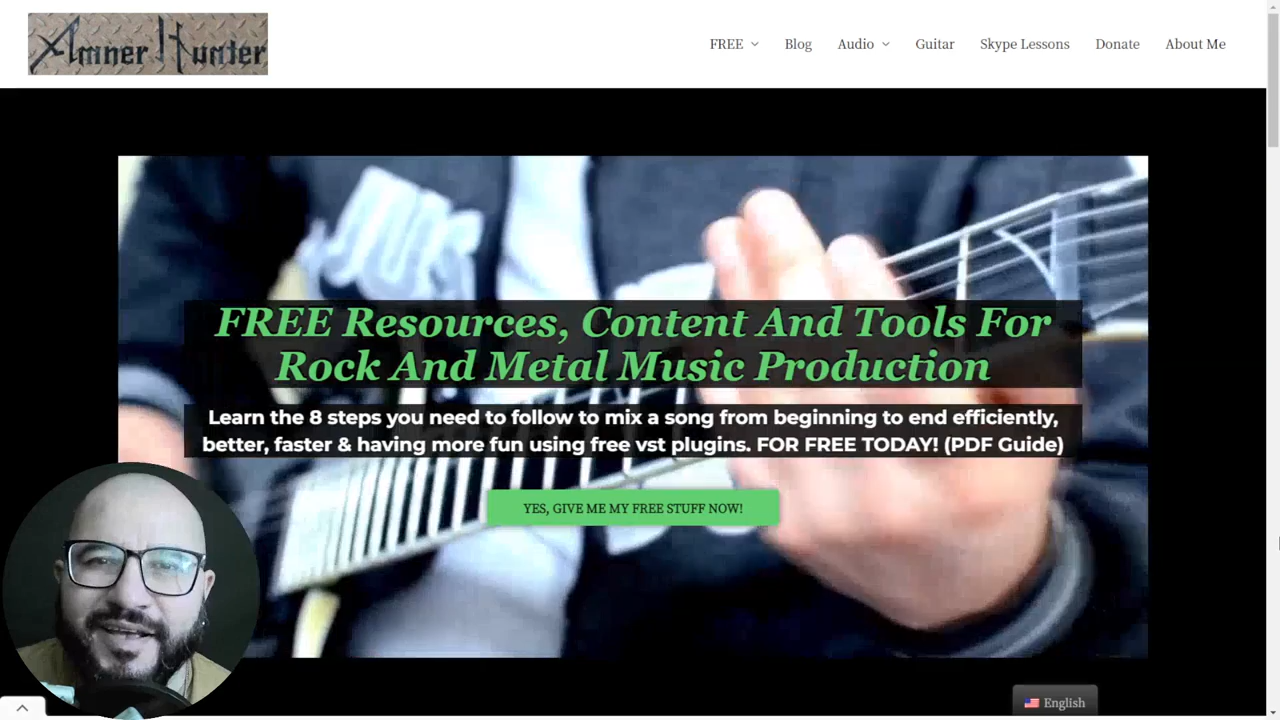 Amner Hunter
FREE Blog Audio Guitar Skype Lessons Donate About Me
FREE Resources, Content And Tools For
Rock And Metal Music Production
Learn the 8 steps you need to follow to mix a song from beginning to end efficiently,
better, faster & having more fun using free vst plugins. FOR FREE TODAY! (PDF Guide)
YES, GIVE ME MY FREE STUFF NOW!
English